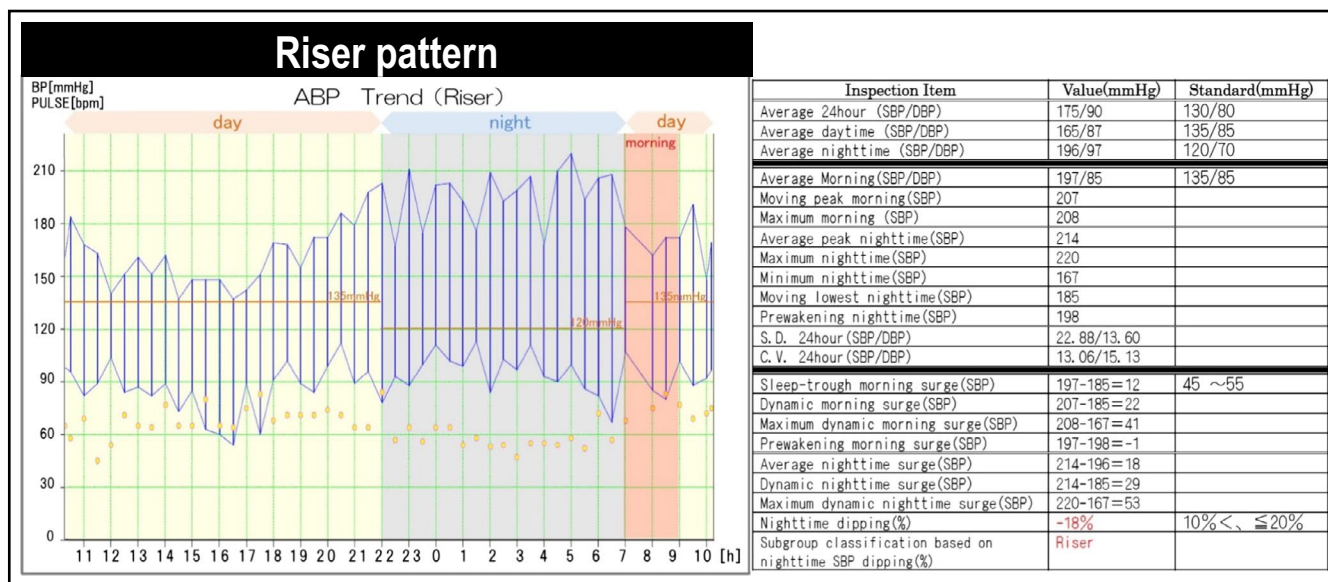 Riser pattern
BP[mmHg]
PULSE[bpm]
ABP Trend (Riser)
day
night
day
morning
210
180
150
120
90
60
30
0
135mmHg
120mmHg
135mmHg
11 12 13 14 15 16 17 18 19 20 21 22 23 0 1 2 3 4 5 6 7 8 9 10 [h]
Inspection Item Value(mmHg) Standard(mmHg)
Average 24hour (SBP/DBP) 175/90 130/80
Average daytime (SBP/DBP) 165/87 135/85
Average nighttime (SBP/DBP) 196/97 120/70
Average Morning(SBP/DBP) 197/85 135/85
Moving peak morning(SBP) 207
Maximum morning (SBP) 208
Average peak nighttime(SBP) 214
Maximum nighttime(SBP) 220
Minimum nighttime(SBP) 167
Moving lowest nighttime(SBP) 185
Prewakening nighttime(SBP) 198
S.D. 24hour(SBP/DBP) 22.88/13.60
C.V. 24hour(SBP/DBP) 13.06/15.13
Sleep-trough morning surge(SBP) 197-185=12 45 ~55
Dynamic morning surge(SBP) 207-185=22
Maximum dynamic morning surge(SBP) 208-167=41
Prewakening morning surge(SBP) 197-198=-1
Average nighttime surge(SBP) 214-196=18
Dynamic nighttime surge(SBP) 214-185=29
Maximum dynamic nighttime surge(SBP) 220-167=53
Nighttime dipping(%) -18% 10%<、≦20%
Subgroup classification based on Riser
nighttime SBP dipping(%)